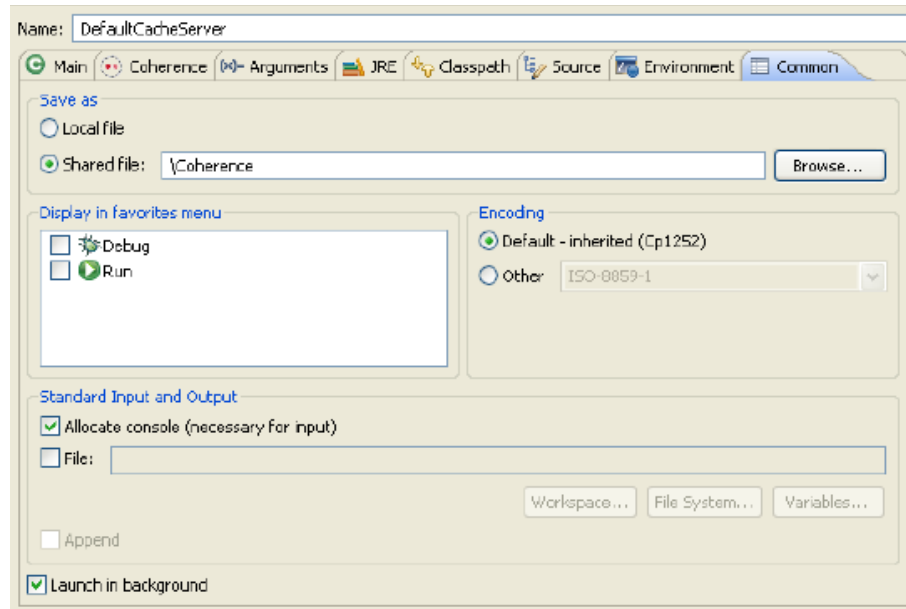 Name: DefaultCacheServer
Main Coherence Arguments JRE Classpath Source Environment Common
Save as
Local file
Shared file: \Coherence Browse...
Display in favorites menu
Debug
Run
Encoding
Default - inherited (Cp1252)
Other ISO-8859-1
Standard Input and Output
Allocate console (necessary for input)
File:
Workspace... File System... Variables...
Append
Launch in background